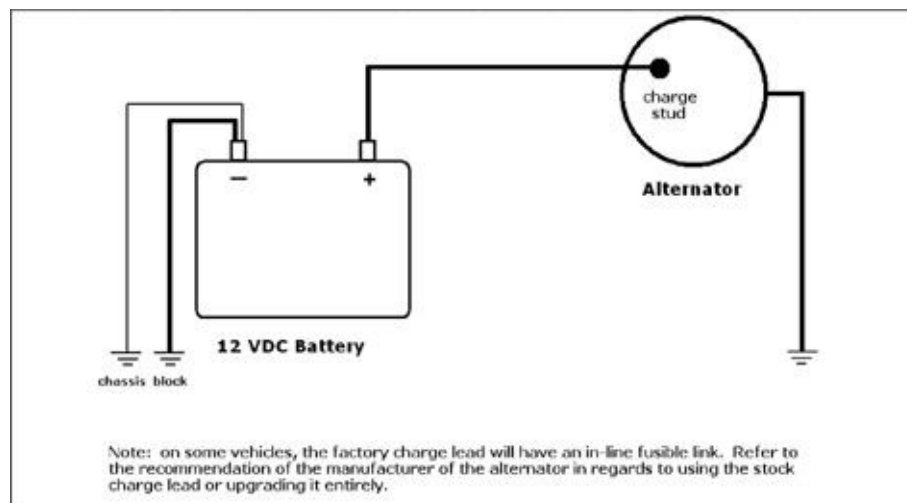 charge
stud
Alternator
− +
12 VDC Battery
chassis block
Note: on some vehicles, the factory charge lead will have an in-line fusible link. Refer to
the recommendation of the manufacturer of the alternator in regards to using the stock
charge lead or upgrading it entirely.